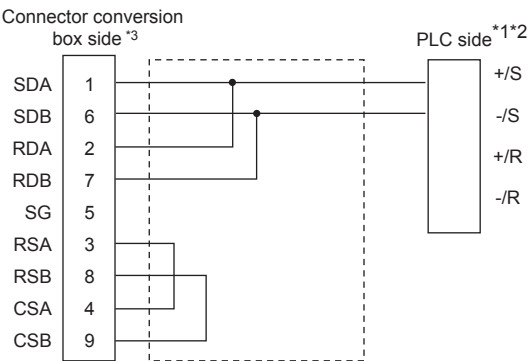 Connector conversion
box side *3
PLC side*1*2
SDA 1
SDB 6
RDA 2
RDB 7
SG 5
RSA 3
RSB 8
CSA 4
CSB 9
+/S
-/S
+/R
-/R